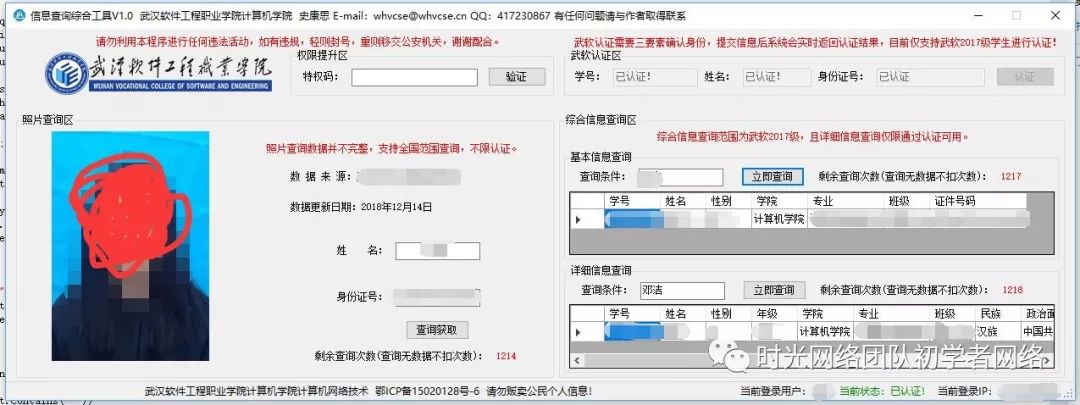 信息查询综合工具V1.0 武汉软件工程职业学院计算机学院 史康思 E-mail：whvcse@whvcse.cn QQ：417230867 有任何问题请与作者取得联系
请勿利用本程序进行任何违法活动，如有违规，轻则封号，重则移交公安机关，谢谢配合。
武汉软件工程职业学院
WUHAN VOCATIONAL COLLEGE OF SOFTWARE AND ENGINEERING
权限提升区
特权码：
验证
武软认证需要三要素确认身份，提交信息后系统会实时返回认证结果，目前仅支持武软2017级学生进行认证！
武软认证区
学号： 已认证！ 姓名： 已认证！ 身份证号： 已认证！ 认证
照片查询区
照片查询数据并不完整，支持全国范围查询，不限认证。
数 据 来 源：
数据更新日期：2018年12月14日
姓 名：
身份证号：
查询获取
剩余查询次数(查询无数据不扣次数)： 1214
综合信息查询区
综合信息查询范围为武软2017级，且详细信息查询仅限通过认证可用。
基本信息查询
查询条件： 立即查询 剩余查询次数(查询无数据不扣次数)： 1217
学号 姓名 性别 学院 专业 班级 证件号码
计算机学院
详细信息查询
查询条件： 邓洁 立即查询 剩余查询次数(查询无数据不扣次数)： 1218
学号 姓名 性别 年级 学院 专业 班级 民族 政治面
计算机学院 汉族 中国共
时光网络团队初学者网络
武汉软件工程职业学院计算机学院计算机网络技术 鄂ICP备15020128号-6 请勿贩卖公民个人信息！
当前登录用户： 当前状态：已认证！ 当前登录IP：